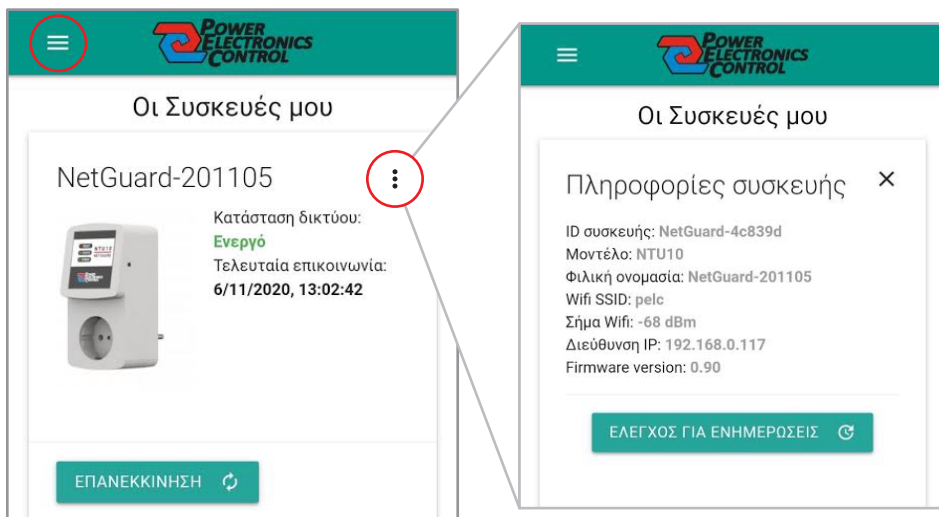 POWER
ELECTRONICS
CONTROL
Οι Συσκευές μου
NetGuard-201105
Κατάσταση δικτύου:
Ενεργό
Τελευταία επικοινωνία:
6/11/2020, 13:02:42
NTU10
ΕΠΑΝΕΚΚΙΝΗΣΗ
POWER
ELECTRONICS
CONTROL
Οι Συσκευές μου
Πληροφορίες συσκευής
ID συσκευής: NetGuard-4c839d
Μοντέλο: NTU10
Φιλική ονομασία: NetGuard-201105
Wifi SSID: pelc
Σήμα Wifi: -68 dBm
Διεύθυνση IP: 192.168.0.117
Firmware version: 0.90
ΕΛΕΓΧΟΣ ΓΙΑ ΕΝΗΜΕΡΩΣΕΙΣ